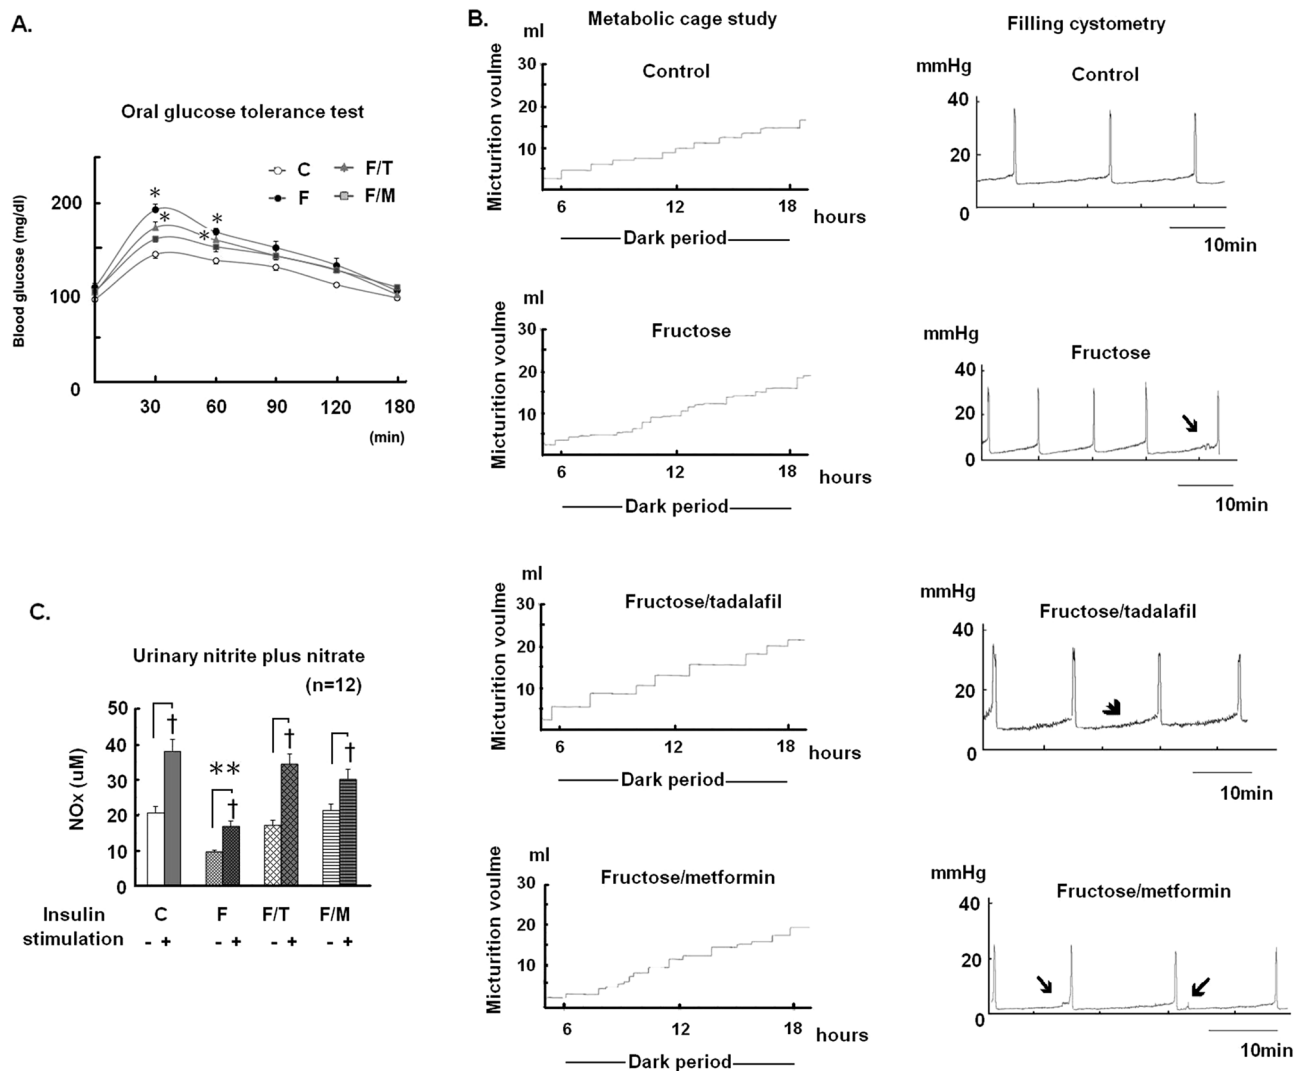 A.
Oral glucose tolerance test
C
F/T
F
F/M
*
*
*
*
200
100
0
Blood glucose (mg/dl)
30 60 90 120 180
(min)
B.
Metabolic cage study
Filling cystometry
ml
Micturition voulme
30
20
10
Control
6 12 18
hours
Dark period
mmHg
Control
40
20
0
10min
ml
Micturition voulme
30
20
10
Fructose
6 12 18
hours
Dark period
mmHg
Fructose
40
20
0
10min
ml
Micturition voulme
30
20
10
Fructose/tadalafil
6 12 18
hours
Dark period
mmHg
Fructose/tadalafil
40
20
0
10min
ml
Micturition voulme
30
20
10
Fructose/metformin
6 12 18
hours
Dark period
mmHg
Fructose/metformin
40
20
0
10min
C.
Urinary nitrite plus nitrate
(n=12)
50
40
30
20
10
0
NOx (uM)
†
**
†
†
†
Insulin stimulation
C F F/T F/M
- + - + - + - +